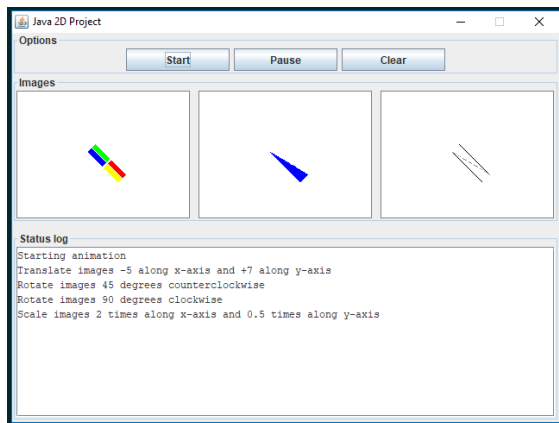 Java 2D Project
Options
Start Pause Clear
Images
Status log
Starting animation
Translate images -5 along x-axis and +7 along y-axis
Rotate images 45 degrees counterclockwise
Rotate images 90 degrees clockwise
Scale images 2 times along x-axis and 0.5 times along y-axis